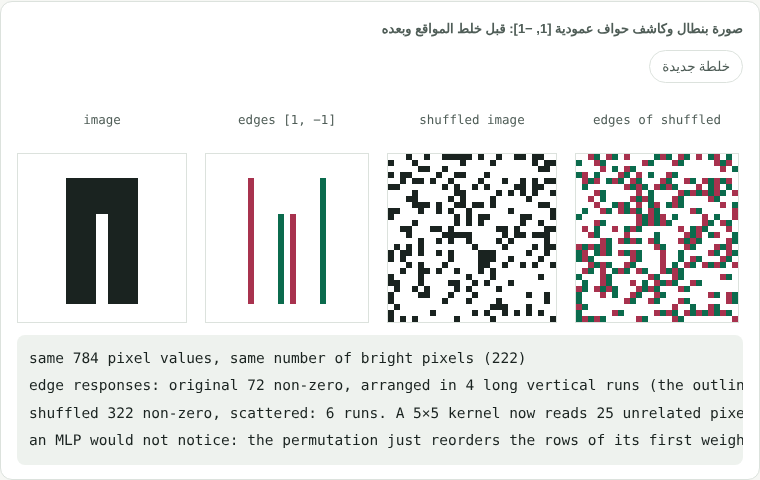 صورة بنطال وكاشف حواف عمودية [1, −1]: قبل خلط المواقع وبعده
خلطة جديدة
image edges [1, −1] shuffled image edges of shuffled
same 784 pixel values, same number of bright pixels (222)
edge responses: original 72 non-zero, arranged in 4 long vertical runs (the outlin
shuffled 322 non-zero, scattered: 6 runs. A 5×5 kernel now reads 25 unrelated pixe
an MLP would not notice: the permutation just reorders the rows of its first weigh